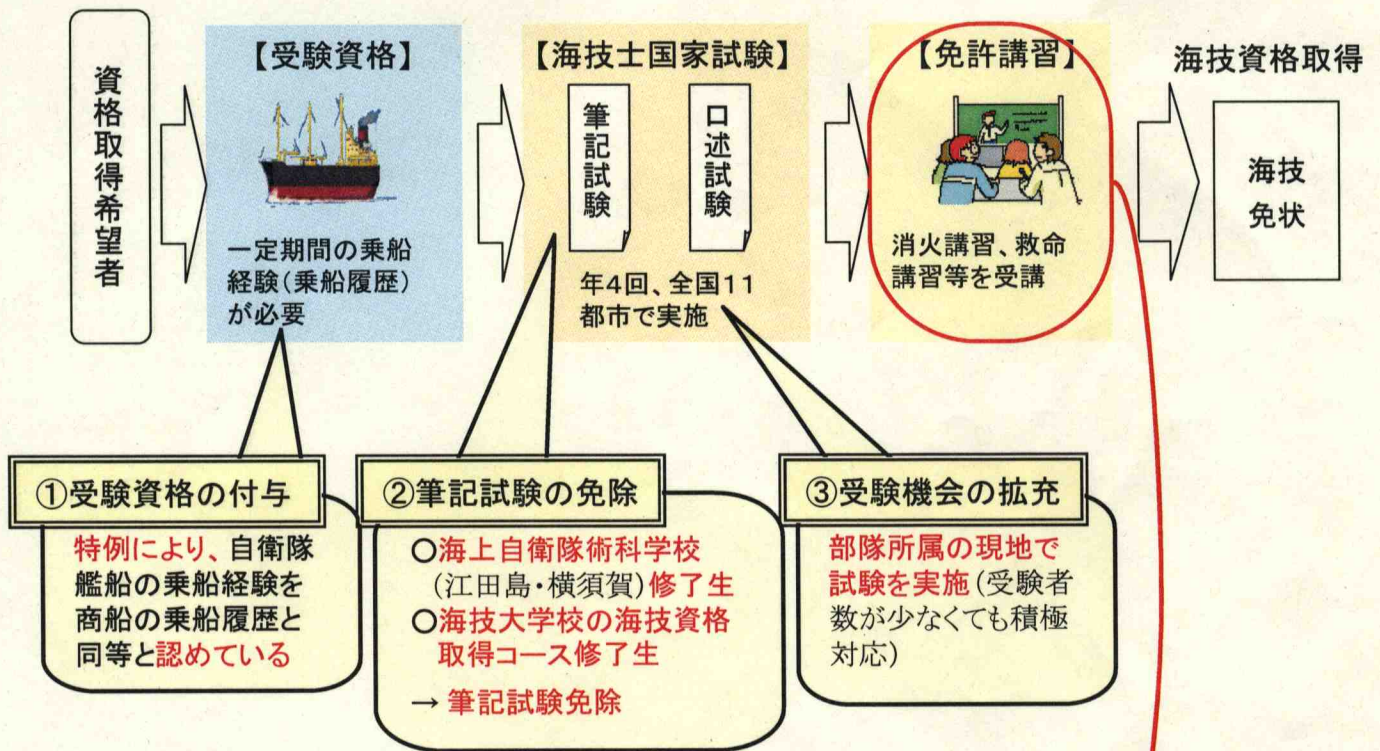 資格取得希望者
【受験資格】
一定期間の乗船
経験(乗船履歴)
が必要
【海技士国家試験】
筆記試験
口述試験
年4回、全国11
都市で実施
【免許講習】
消火講習、救命
講習等を受講
海技資格取得
海技
免状
①受験資格の付与
特例により、自衛隊
艦船の乗船経験を
商船の乗船履歴と
同等と認めている
②筆記試験の免除
○海上自衛隊術科学校
(江田島・横須賀)修了生
○海技大学校の海技資格
取得コース修了生
→ 筆記試験免除
③受験機会の拡充
部隊所属の現地で
試験を実施(受験者
数が少なくても積極
対応)